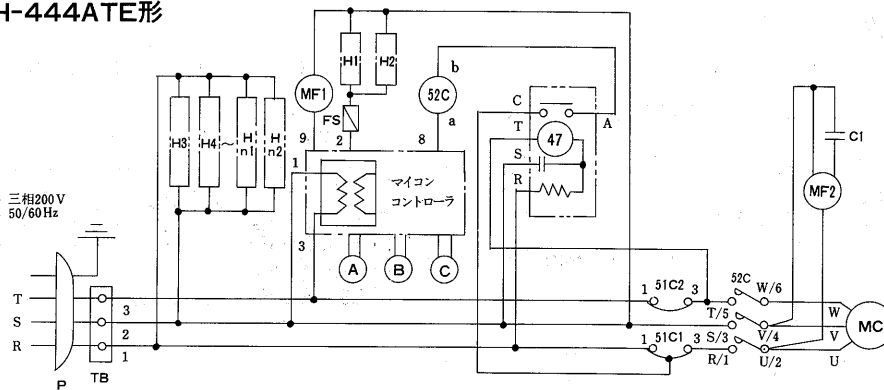 H-444ATE形
H1
H2
b
MF1
52C
C
A
T
FS
a
47
C1
H3
H4
～
H n1
H n2
9
2
8
S
1
R
MF2
マイコン
コントローラ
三相200V
50/60Hz
3
A
B
C
1
51C2
3
52C
W/6
T
T/5
W
S
3
V/4
V
MC
2
1
51C1
3
S/3
R
R/1
U/2
U
1
P
TB